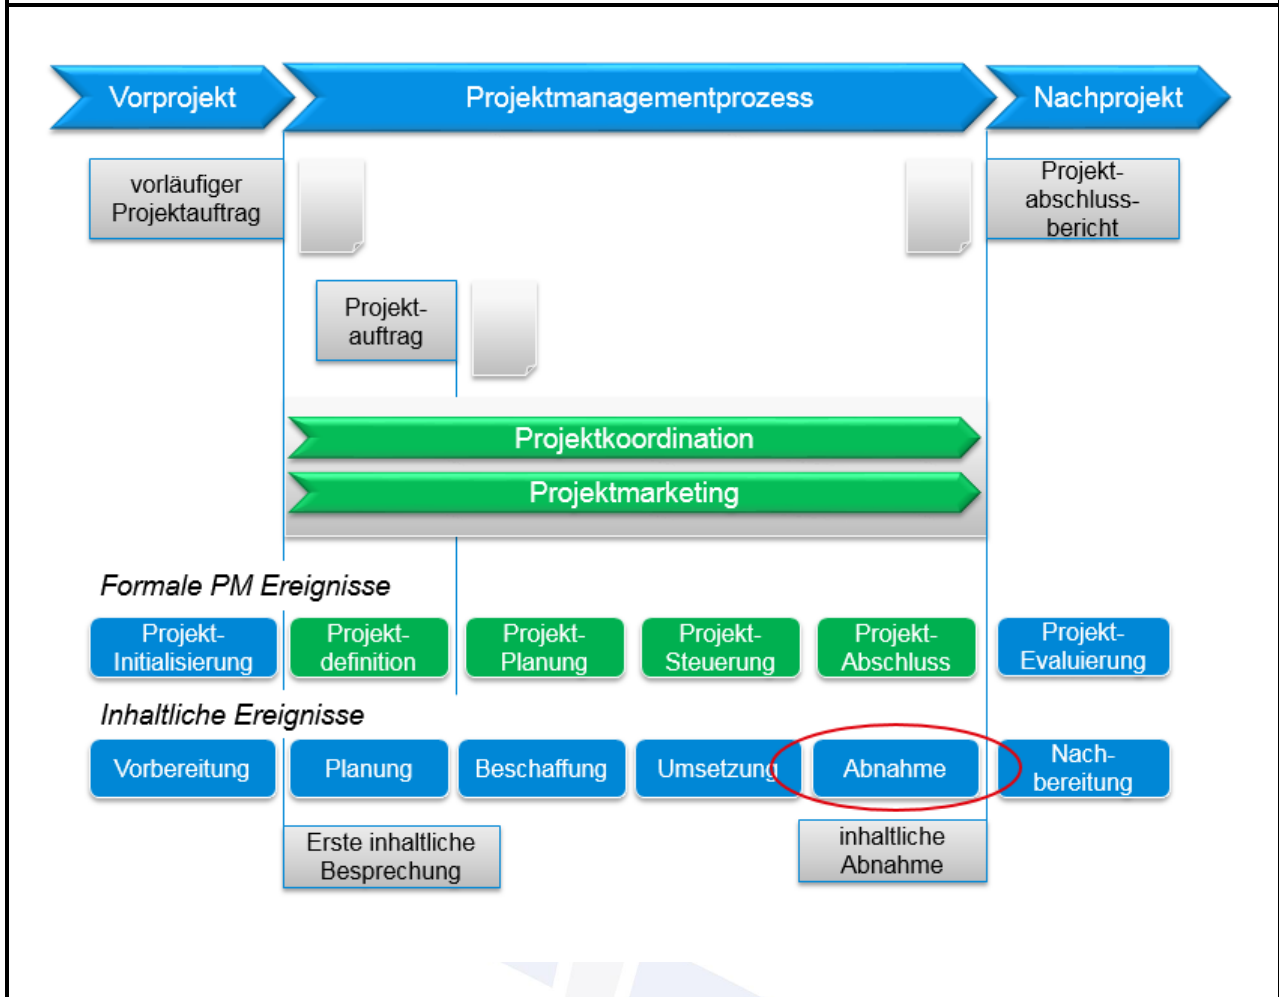 Vorprojekt
Projektmanagementprozess
Nachprojekt
vorläufiger
Projektauftrag
Projekt-
abschluss-
bericht
Projekt-
auftrag
Projektkoordination
Projektmarketing
Formale PM Ereignisse
Projekt-
Initialisierung
Projekt-
definition
Projekt-
Planung
Projekt-
Steuerung
Projekt-
Abschluss
Projekt-
Evaluierung
Inhaltliche Ereignisse
Vorbereitung
Planung
Beschaffung
Umsetzung
Abnahme
Nach-
bereitung
Erste inhaltliche
Besprechung
inhaltliche
Abnahme